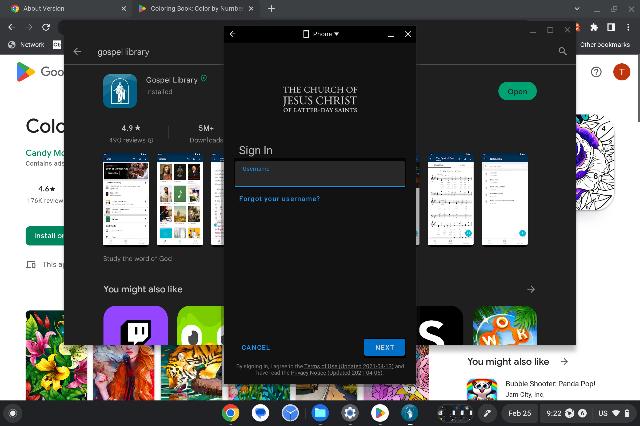 About Version
Coloring Book: Color by Number
Network
Other bookmarks
gospel library
Phone
Goo
T
Gospel Library
Installed
Open
THE CHURCH OF
JESUS CHRIST
OF LATTER-DAY SAINTS
Colo
4.9★
5M+
490 reviews
Downloads
Candy Mo
Contains ads
Sign In
Username
4.6★
176K reviews
Forgot your username?
Install on
Study the word of God
This app
You might also like
CANCEL
NEXT
By signing in, I agree to the Terms of Use (Updated 2021-04-13) and
have read the Privacy Notice (Updated 2021-04-06).
You might also like
Bubble Shooter: Panda Pop!
Jam City, Inc.
Feb 25
9:22
US